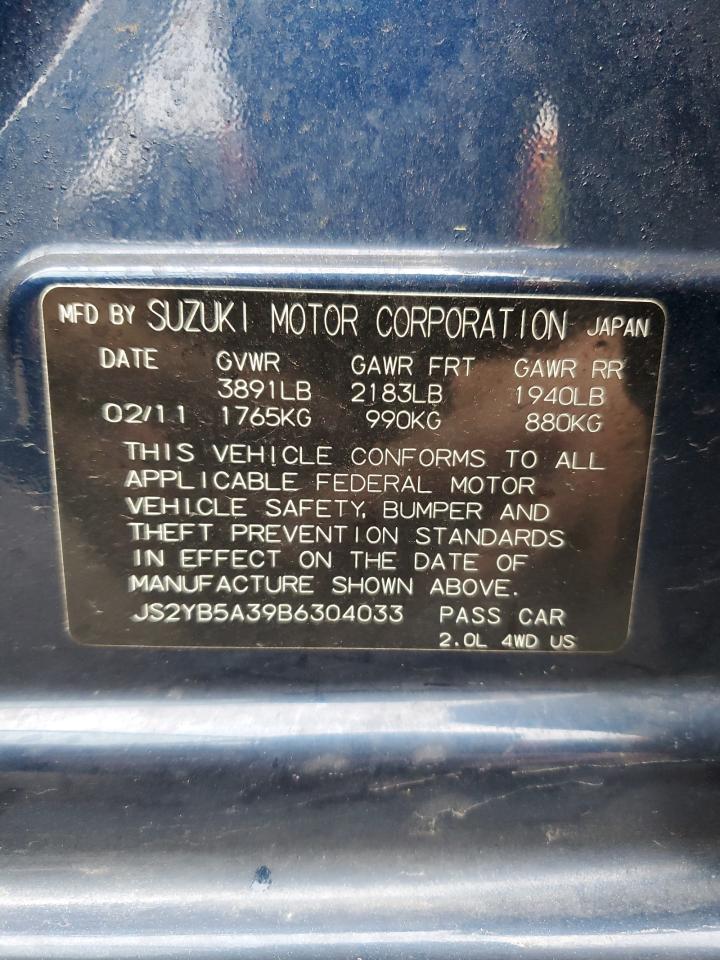 MFD BY SUZUKI MOTOR CORPORATION JAPAN
DATE GVWR GAWR FRT GAWR RR
3891LB 2183LB 1940LB
02/11 1765KG 990KG 880KG
THIS VEHICLE CONFORMS TO ALL
APPLICABLE FEDERAL MOTOR
VEHICLE SAFETY, BUMPER AND
THEFT PREVENTION STANDARDS
IN EFFECT ON THE DATE OF
MANUFACTURE SHOWN ABOVE.
JS2YB5A39B6304033 PASS CAR
2.0L 4WD US